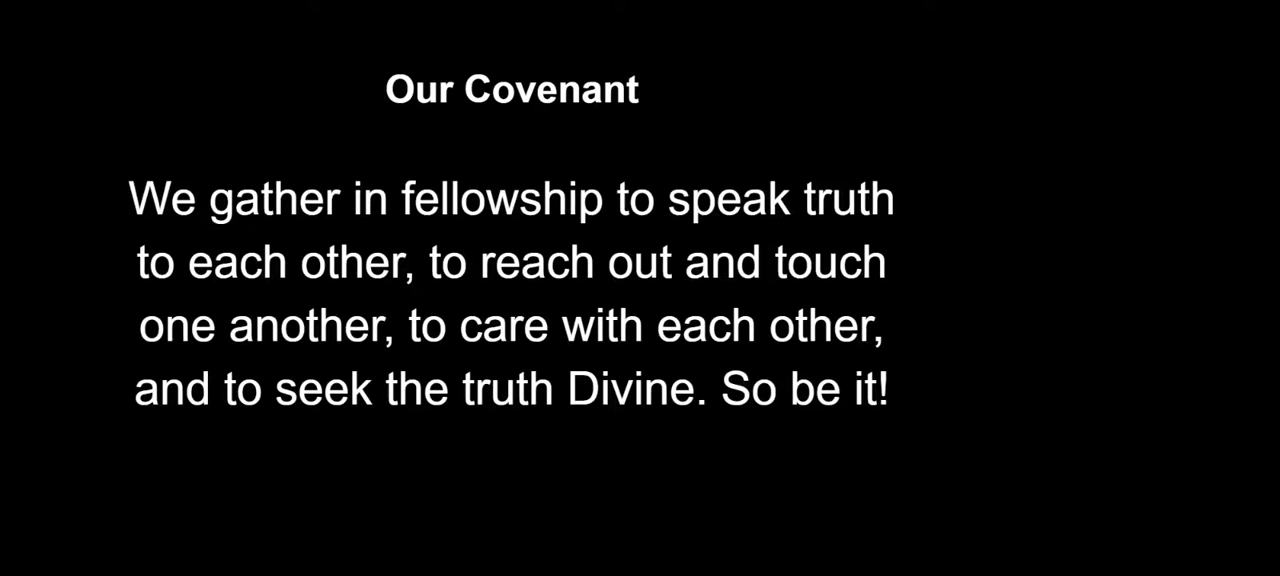 Our Covenant
We gather in fellowship to speak truth
to each other, to reach out and touch
one another, to care with each other,
and to seek the truth Divine. So be it!